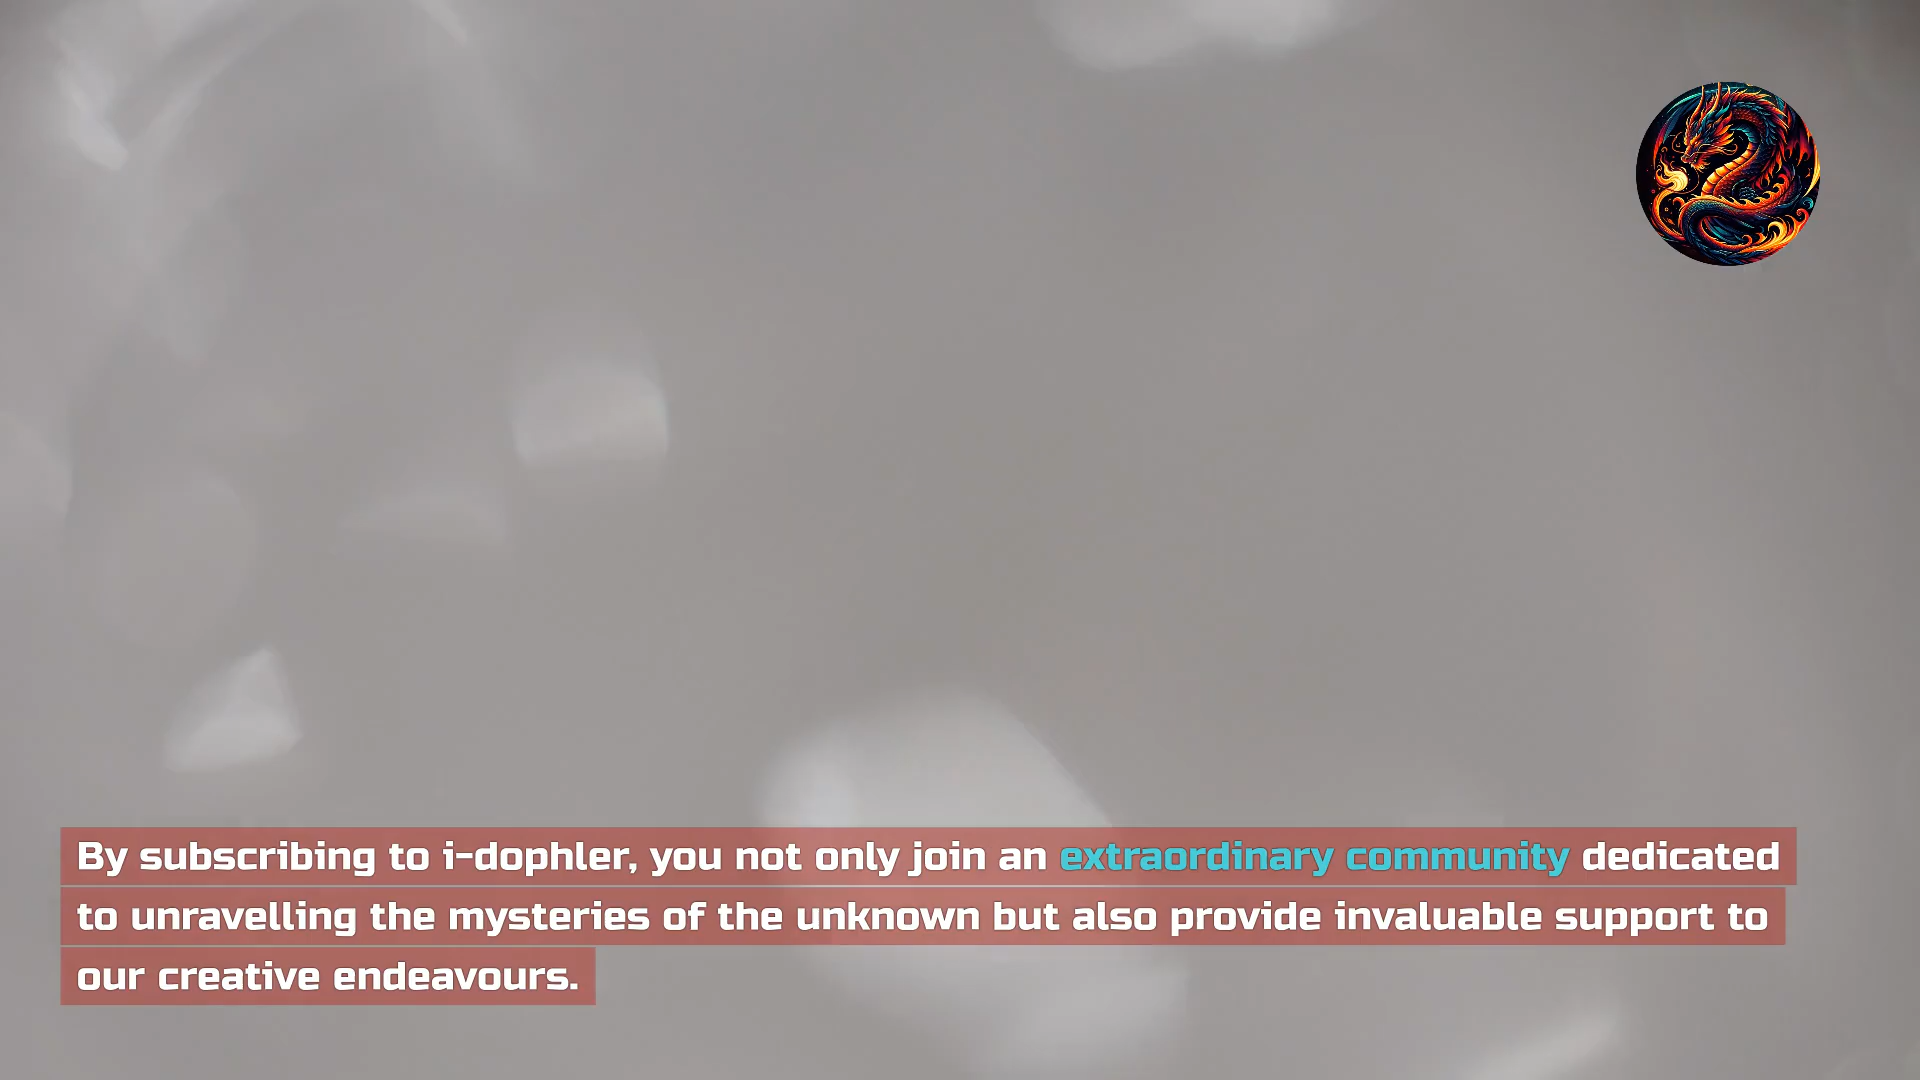 By subscribing to i-dophler, you not only join an extraordinary community dedicated
to unravelling the mysteries of the unknown but also provide invaluable support to
our creative endeavours.